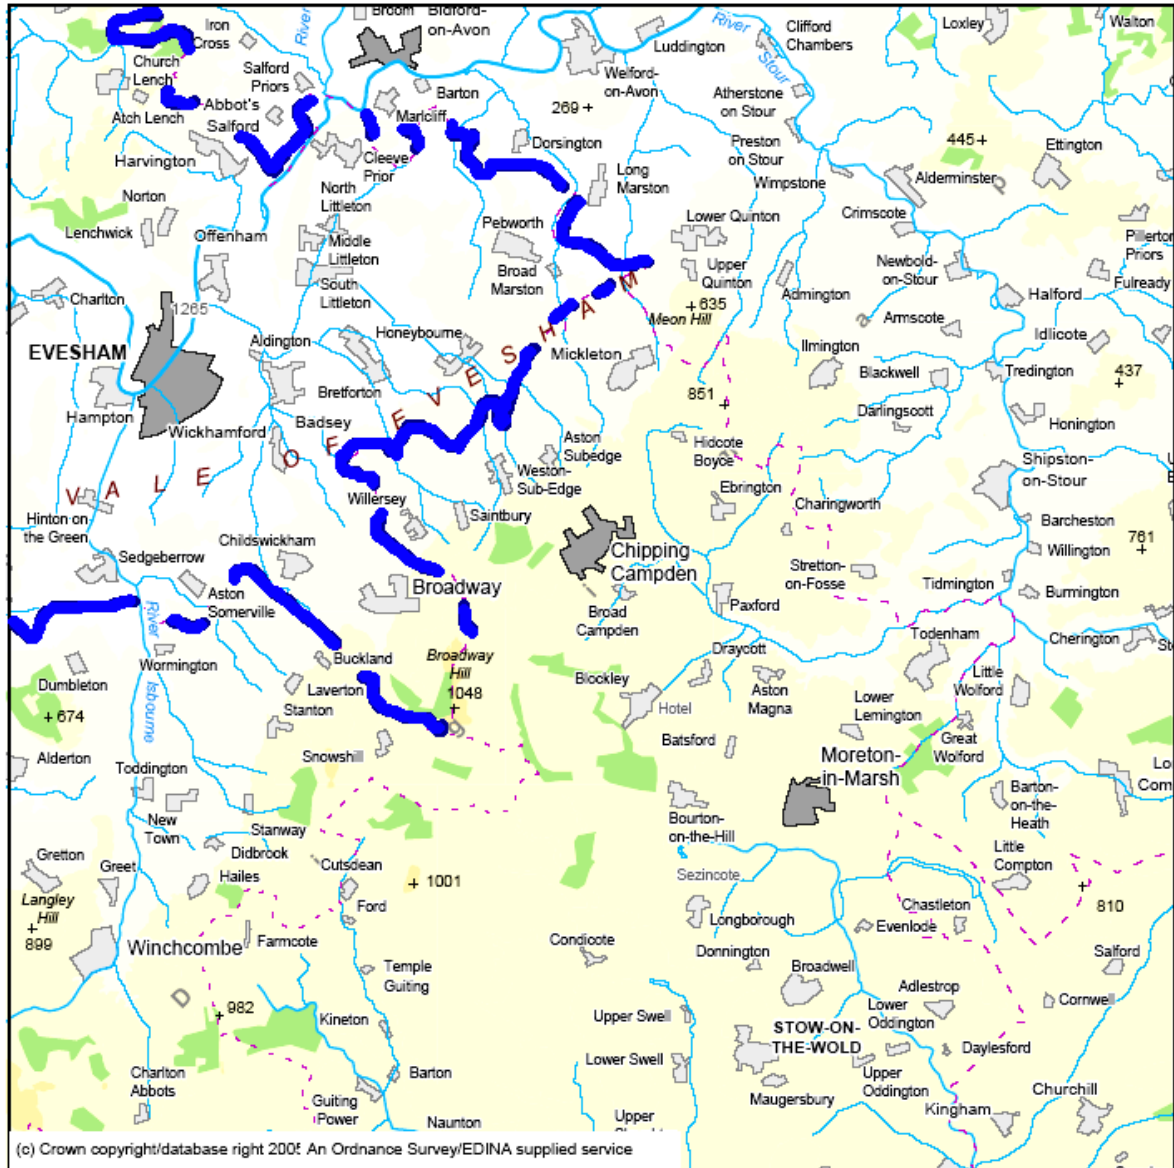 Iron
Cross
River
Broom
Bidford-
on-Avon
Luddington
River
Stour
Clifford
Chambers
Loxley
Walton
Church
Lench
Salford
Priors
Welford-
on-Avon
Atherstone
on Stour
Atch Lench
Abbot's
Salford
Barton
Marlcliff
269
Dorsington
Preston
on Stour
445
Ettington
Harvington
Cleeve
Prior
Long
Marston
Wimpstone
Alderminster
Norton
North
Littleton
Pebworth
Lower Quinton
Crimscote
Lenchwick
Offenham
Middle
Littleton
Broad
Marston
Upper
Quinton
Newbold-
on-Stour
Pillerton
Priors
Charlton
1265
South
Littleton
Admington
Halford
Fulready
635
Meon Hill
Armscote
Idlicote
EVESHAM
Aldington
Honeybourne
Mickleton
Ilmington
Blackwell
Tredington
437
Hampton
Bretforton
851
Darlingscott
Honington
Wickhamford
Badsey
VALE OF EVESHAM
Aston
Subedge
Hidcote
Boyce
Shipston-
on-Stour
Weston-
Sub-Edge
Ebrington
Charingworth
Hinton on
the Green
Willersey
Saintbury
Barcheston
Willington
761
Sedgeberrow
Childswickham
Chipping
Campden
Stretton-
on-Fosse
Tidmington
Burmington
Aston
Somerville
Broadway
Broad
Campden
Paxford
Todenham
Cherington
River
Isbourne
Wormington
Buckland
Broadway
Hill
1048
Draycott
Blockley
Little
Wolford
Dumbleton
674
Laverton
Stanton
Hotel
Aston
Magna
Lower
Lemington
Alderton
Snowshill
Batsford
Great
Wolford
Toddington
Moreton-
in-Marsh
New
Town
Stanway
Bourton-
on-the-Hill
Barton-
on-the-
Heath
Gretton
Greet
Didbrook
Hailes
Cutsdean
1001
Sezincote
Little
Compton
810
Langley
Hill
899
Ford
Longborough
Chastleton
Evenlode
Winchcombe
Farmcote
Condicote
Donnington
Salford
Temple
Guiting
Broadwell
Adlestrop
Cornwell
982
Kineton
Upper Swell
Lower
Oddington
STOW-ON-
THE-WOLD
Daylesford
Charlton
Abbots
Barton
Lower Swell
Upper
Oddington
Churchill
Guiting
Power
Maugersbury
Kingham
Naunton
Upper
(c) Crown copyright/database right 2005 An Ordnance Survey/EDINA supplied service